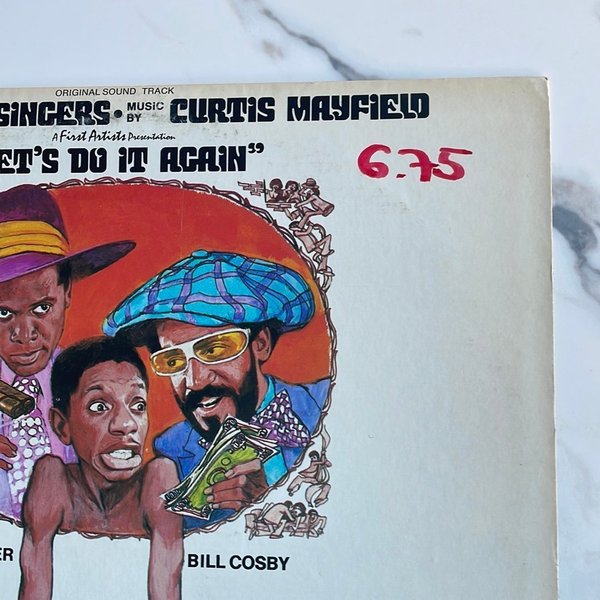 ORIGINAL SOUND TRACK
SINGERS • MUSIC BY CURTIS MAYFIELD
A First Artists Presentation
ET'S DO IT AGAIN”
6.75
ER
BILL COSBY